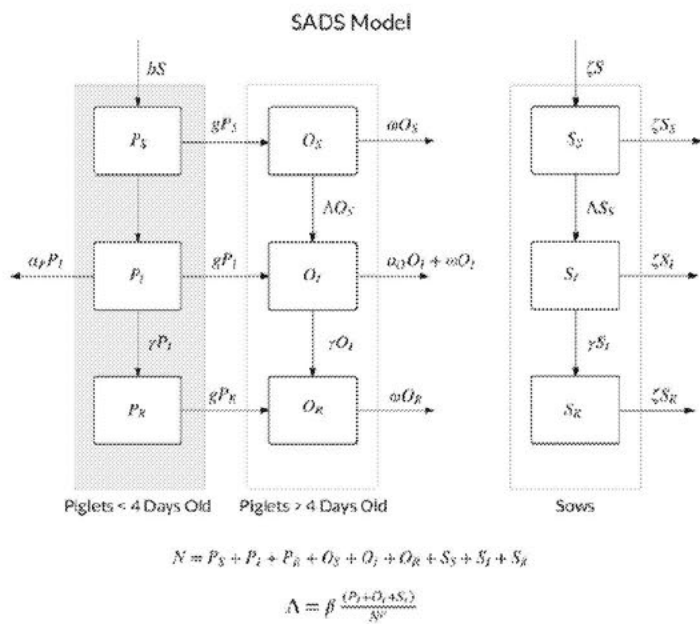 SADS Model
bS
ζS
P_S
gP_S
O_S
ωO_S
S_S
ζS_S
ΛO_S
ΛS_S
α_P P_I
P_I
gP_I
O_I
α_O O_I + ωO_I
S_I
ζS_I
γP_I
γO_I
γS_I
P_R
gP_R
O_R
ωO_R
S_R
ζS_R
Piglets < 4 Days Old
Piglets > 4 Days Old
Sows
N = P_S + P_I + P_R + O_S + O_I + O_R + S_S + S_I + S_R
Λ = β (P_I+O_I+S_I)/N^ν